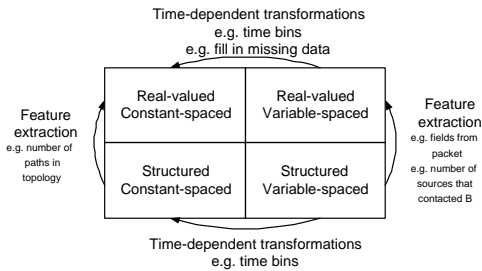 Time-dependent transformations
e.g. time bins
e.g. fill in missing data
Feature
extraction
e.g. number of
paths in
topology
Real-valued
Constant-spaced
Real-valued
Variable-spaced
Structured
Constant-spaced
Structured
Variable-spaced
Feature
extraction
e.g. fields from
packet
e.g. number of
sources that
contacted B
Time-dependent transformations
e.g. time bins